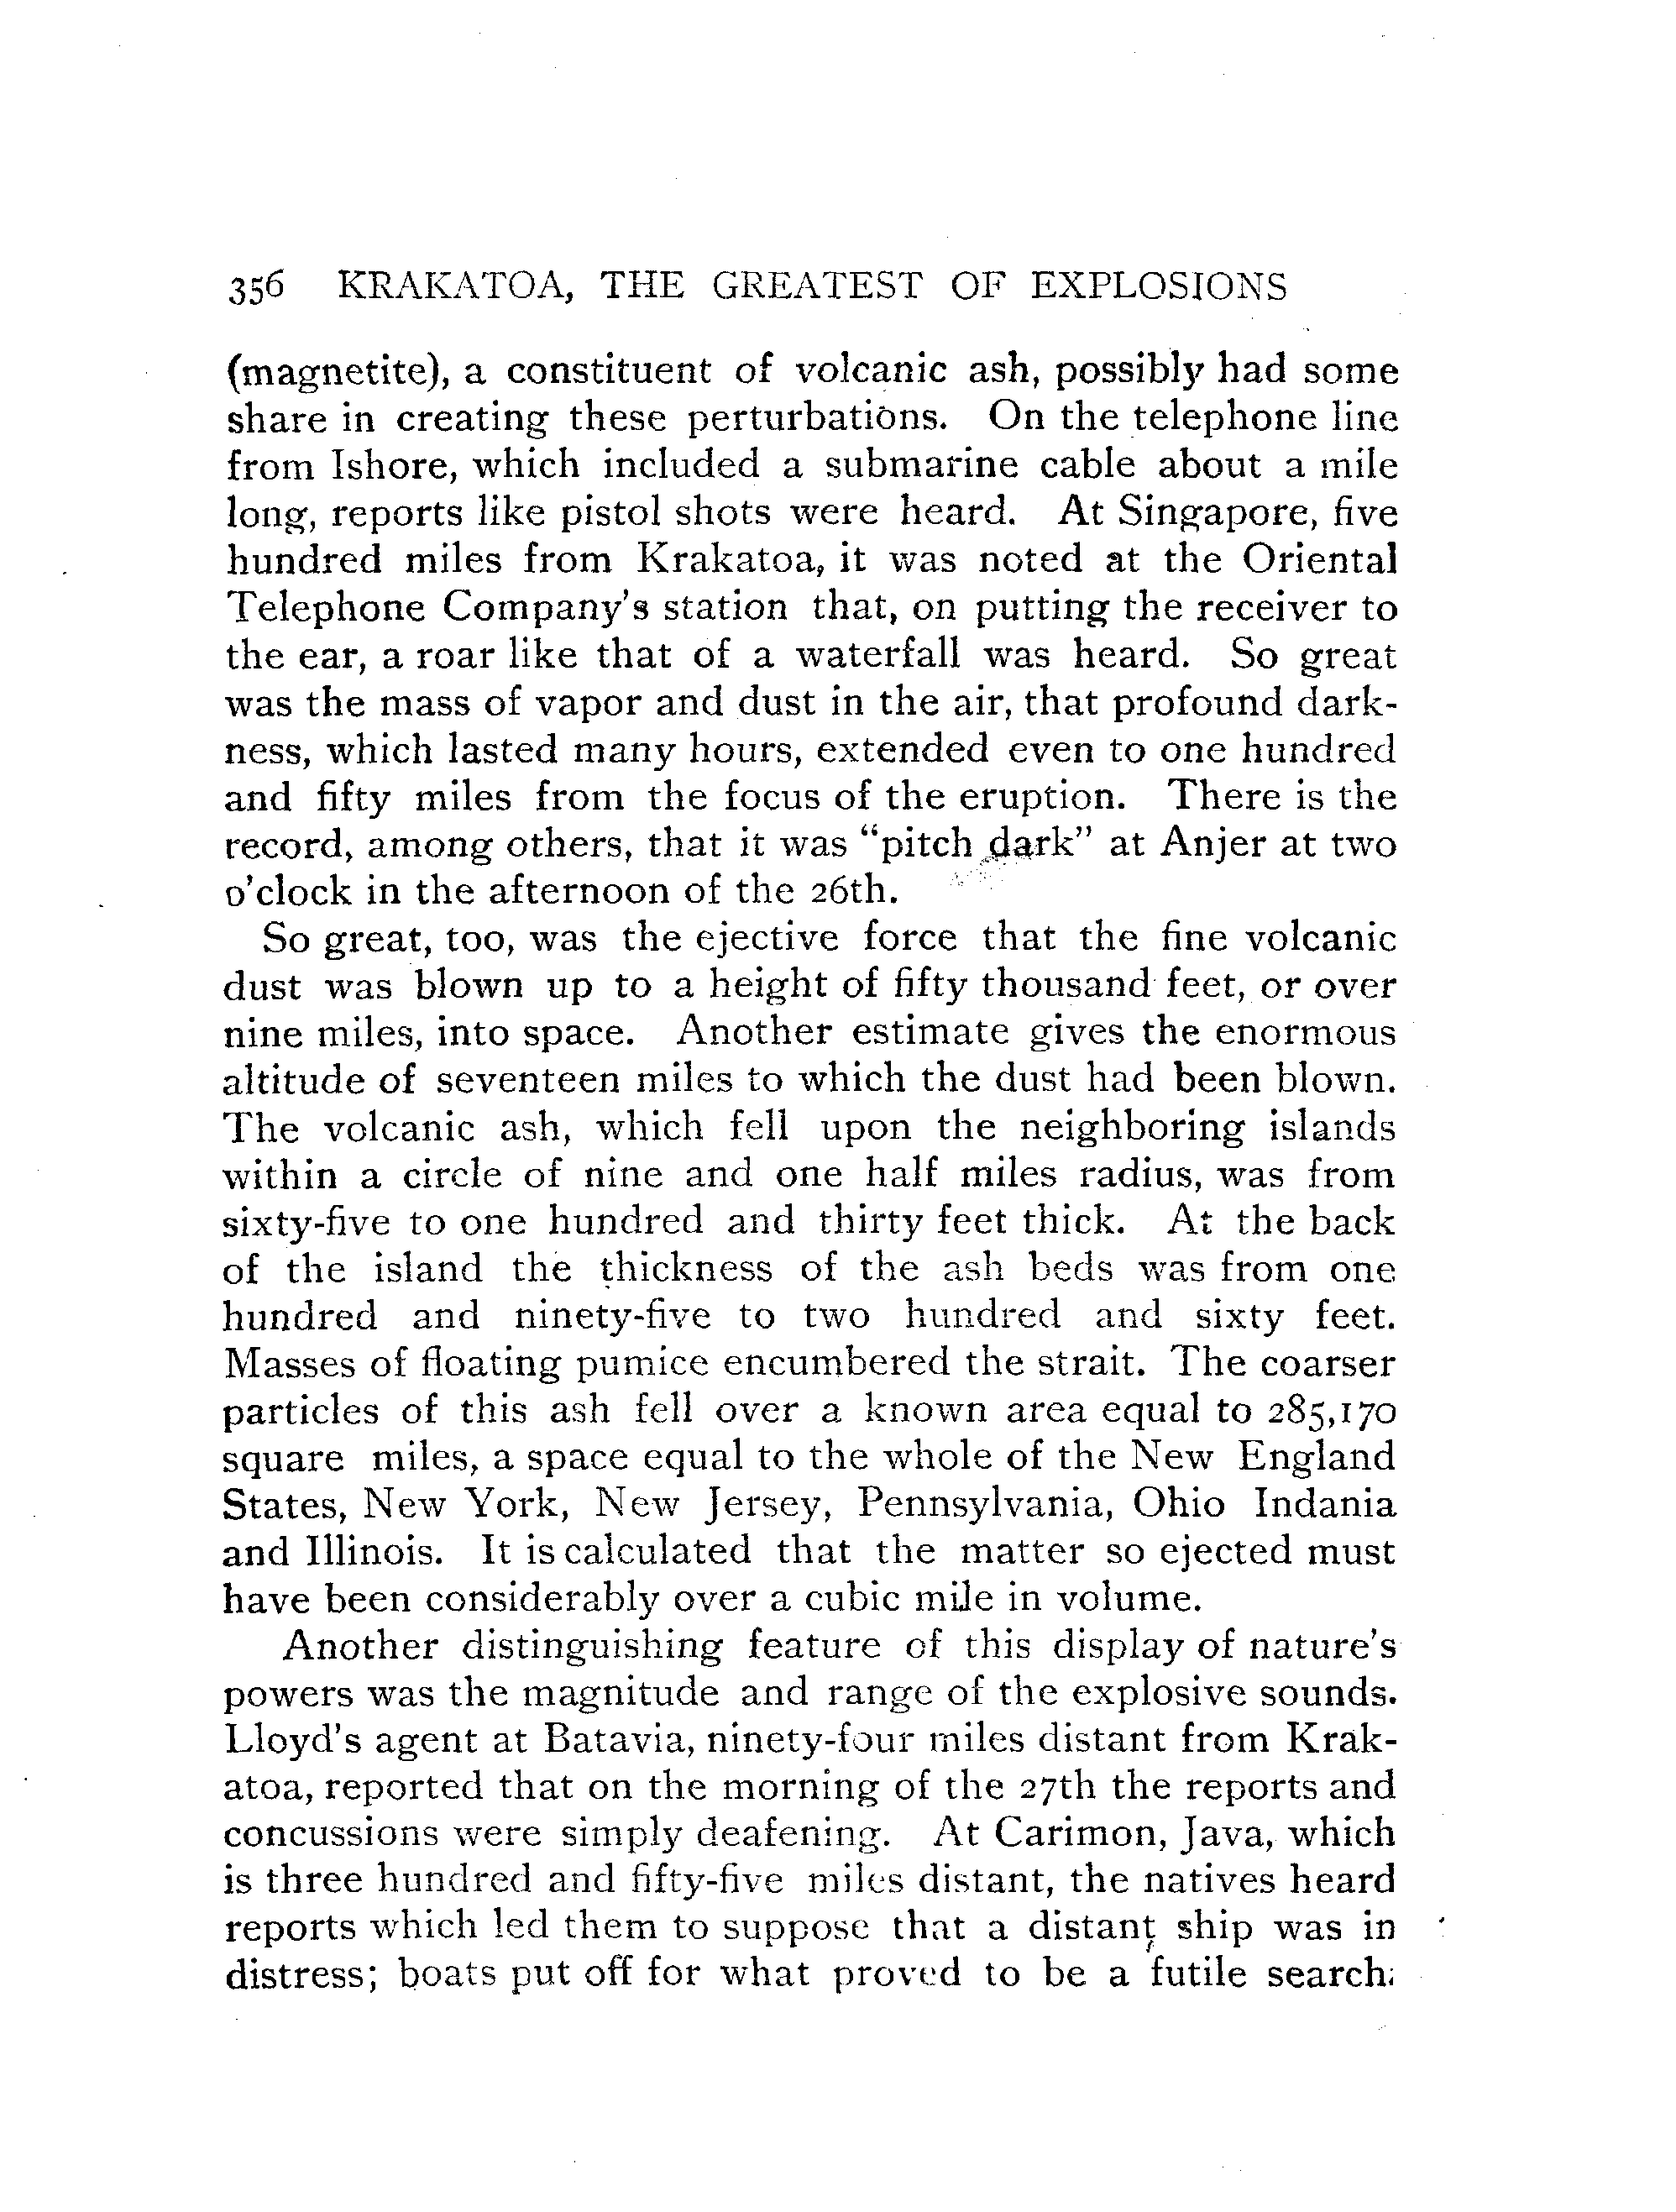 356 KRAKATOA, THE GREATEST OF EXPLOSIONS
(magnetite), a constituent of volcanic ash, possibly had some
share in creating these perturbations. On the telephone line
from Ishore, which included a submarine cable about a mile
long, reports like pistol shots were heard. At Singapore, five
hundred miles from Krakatoa, it was noted at the Oriental
Telephone Company's station that, on putting the receiver to
the ear, a roar like that of a waterfall was heard. So great
was the mass of vapor and dust in the air, that profound dark-
ness, which lasted many hours, extended even to one hundred
and fifty miles from the focus of the eruption. There is the
record, among others, that it was "pitch dark" at Anjer at two
o'clock in the afternoon of the 26th.
So great, too, was the ejective force that the fine volcanic
dust was blown up to a height of fifty thousand feet, or over
nine miles, into space. Another estimate gives the enormous
altitude of seventeen miles to which the dust had been blown.
The volcanic ash, which fell upon the neighboring islands
within a circle of nine and one half miles radius, was from
sixty-five to one hundred and thirty feet thick. At the back
of the island the thickness of the ash beds was from one
hundred and ninety-five to two hundred and sixty feet.
Masses of floating pumice encumbered the strait. The coarser
particles of this ash fell over a known area equal to 285,170
square miles, a space equal to the whole of the New England
States, New York, New Jersey, Pennsylvania, Ohio Indania
and Illinois. It is calculated that the matter so ejected must
have been considerably over a cubic mile in volume.
Another distinguishing feature of this display of nature's
powers was the magnitude and range of the explosive sounds.
Lloyd's agent at Batavia, ninety-four miles distant from Krak-
atoa, reported that on the morning of the 27th the reports and
concussions were simply deafening. At Carimon, Java, which
is three hundred and fifty-five miles distant, the natives heard
reports which led them to suppose that a distant ship was in
distress; boats put off for what proved to be a futile search.